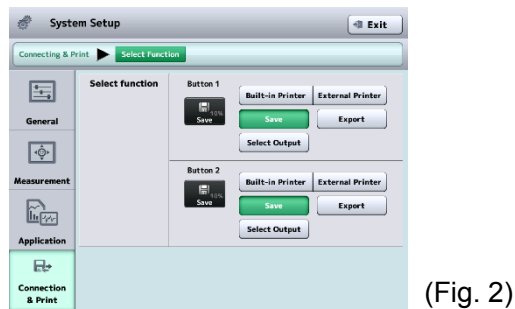 System Setup
Exit
Connecting & Print
Select Function
General
Measurement
Application
Connection
& Print
Select function
Button 1
10%
Save
Built-in Printer
External Printer
Save
Export
Select Output
Button 2
10%
Save
Built-in Printer
External Printer
Save
Export
Select Output
(Fig. 2)